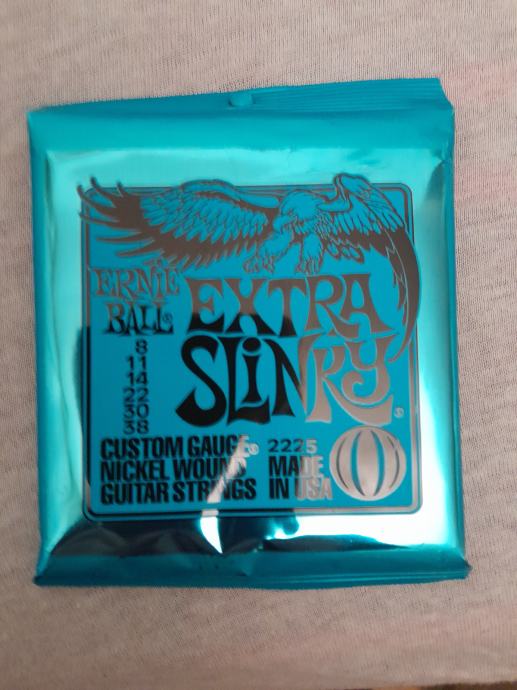 ERNIE
BALL®
EXTRA
SLINKY®
8
11
14
22
30
38
CUSTOM GAUGE® 2225
NICKEL WOUND MADE
GUITAR STRINGS IN USA